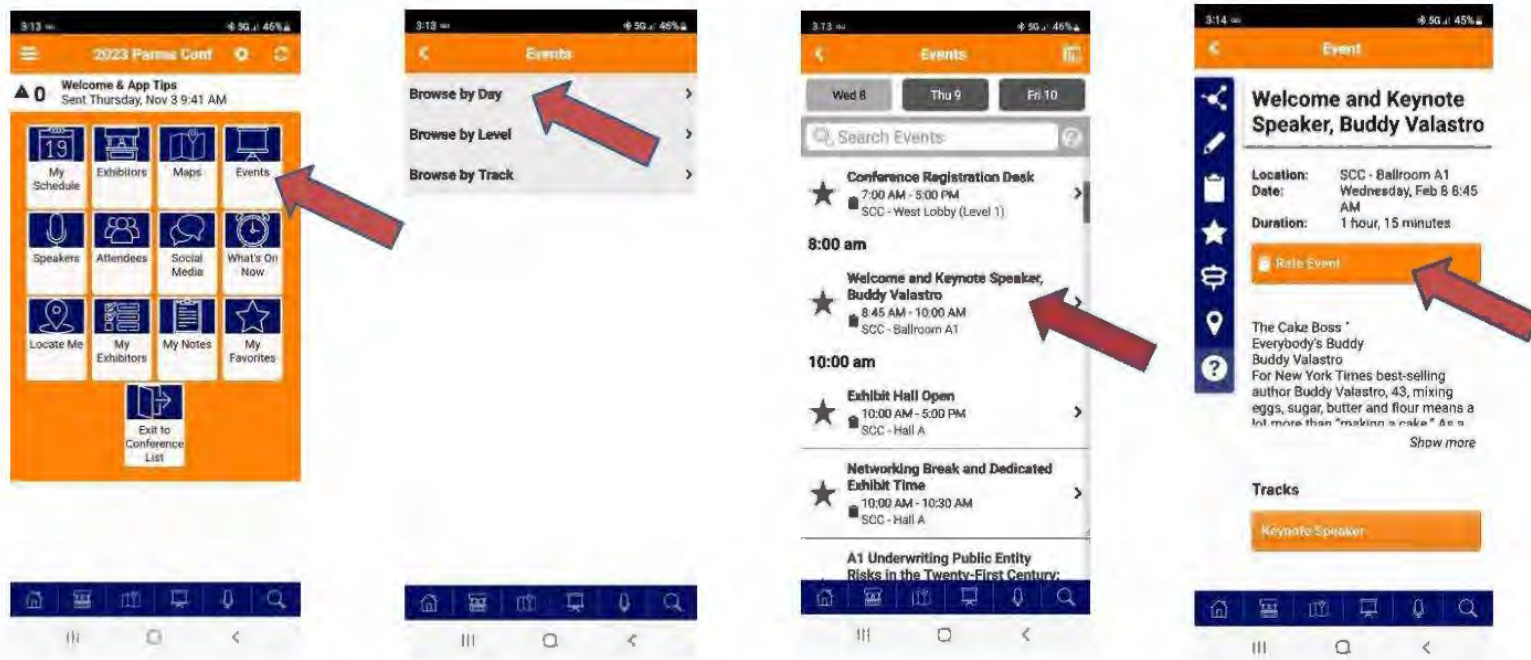 3:13
5G 46%
2023 Parma Conf
0
Welcome & App Tips
Sent Thursday, Nov 3 9:41 AM
19
My
Schedule
Exhibitors
Maps
Events
Speakers
Attendees
Social
Media
What's On
Now
Locate Me
My
Exhibitors
My Notes
My
Favorites
Exit to
Conference
List
3:13
5G 46%
Events
Browse by Day
Browse by Level
Browse by Track
3:13
5G 46%
Events
Wed 8
Thu 9
Fri 10
Search Events
Conference Registration Desk
7:00 AM - 5:00 PM
SCC - West Lobby (Level 1)
8:00 am
Welcome and Keynote Speaker,
Buddy Valastro
8:45 AM - 10:00 AM
SCC - Ballroom A1
10:00 am
Exhibit Hall Open
10:00 AM - 5:00 PM
SCC - Hall A
Networking Break and Dedicated
Exhibit Time
10:00 AM - 10:30 AM
SCC - Hall A
A1 Underwriting Public Entity
Risks in the Twenty-First Century:
3:14
5G 45%
Event
Welcome and Keynote
Speaker, Buddy Valastro
Location: SCC - Ballroom A1
Date: Wednesday, Feb 8 8:45
AM
Duration: 1 hour, 15 minutes
Rate Event
The Cake Boss
Everybody's Buddy
Buddy Valastro
For New York Times best-selling
author Buddy Valastro, 43, mixing
eggs, sugar, butter and flour means a
lot more than "making a cake." As a
Show more
Tracks
Keynote Speaker